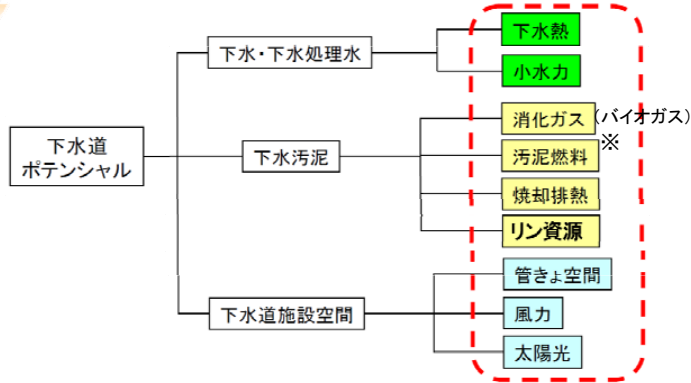 下水道
ポテンシャル
下水・下水処理水
下水熱
小水力
下水汚泥
消化ガス
(バイオガス)
※
汚泥燃料
焼却排熱
リン資源
下水道施設空間
管きょ空間
風力
太陽光